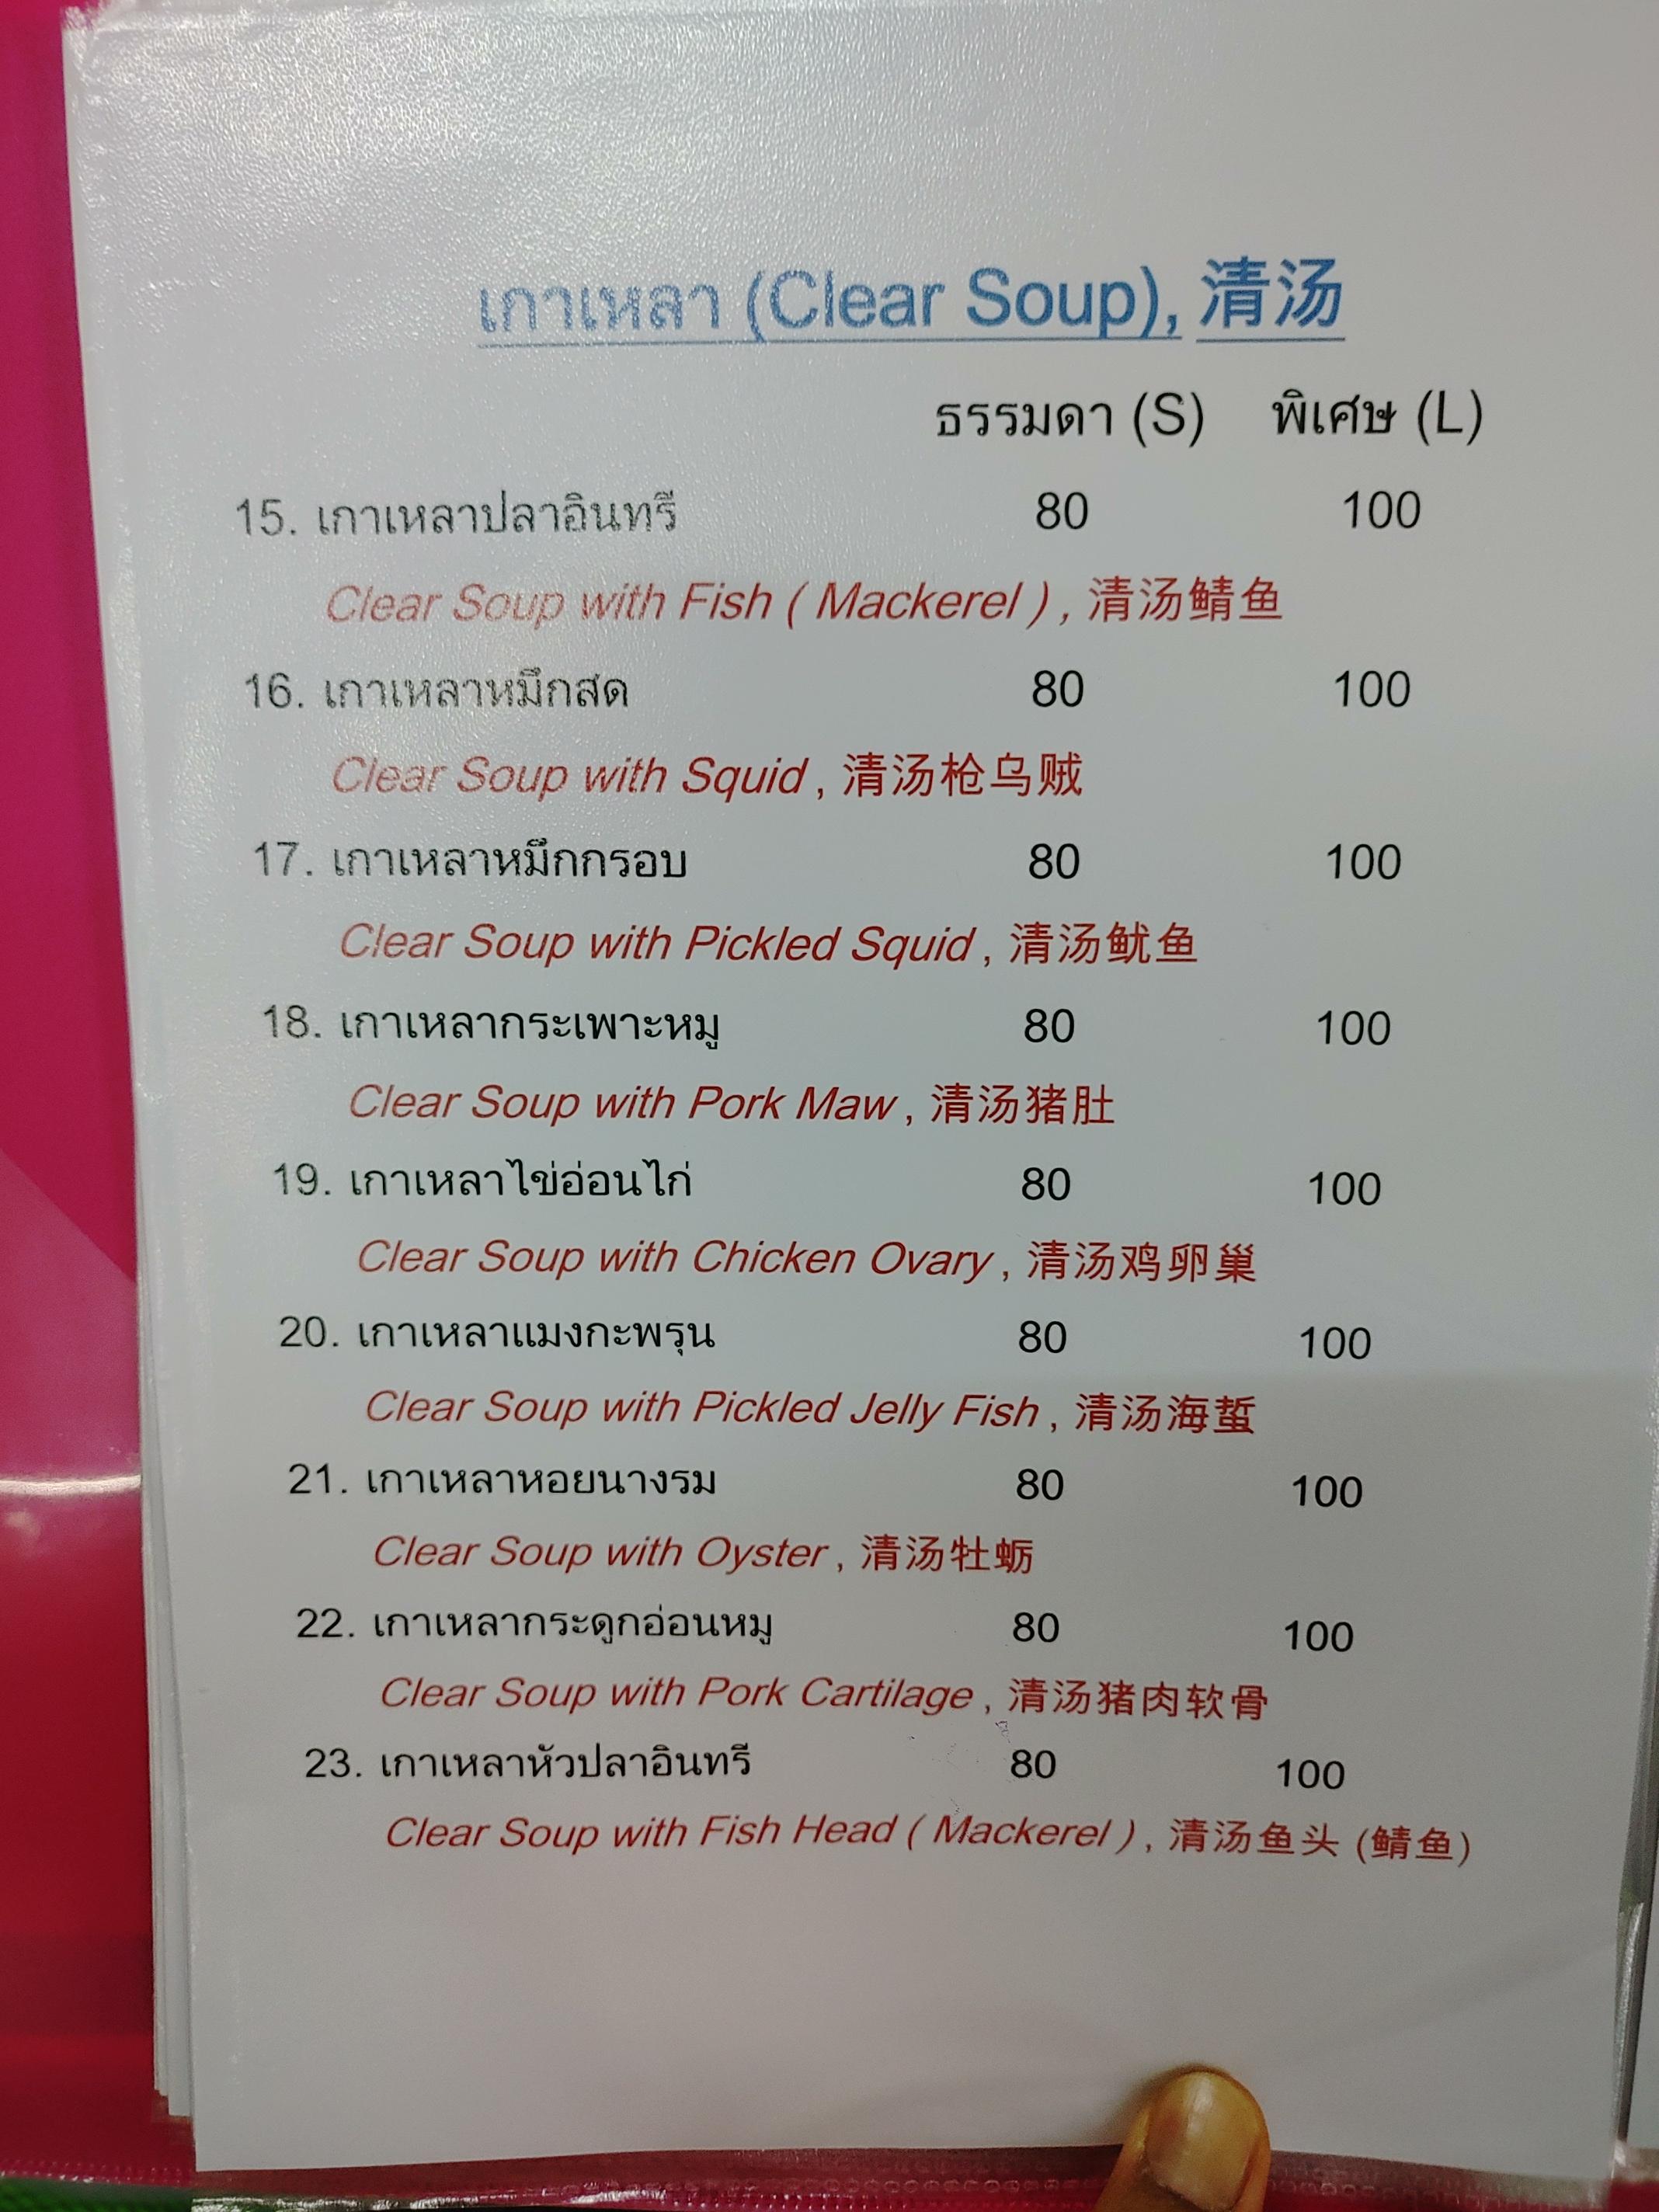 เกาเหลา (Clear Soup), 清汤
ธรรมดา (S) พิเศษ (L)
15. เกาเหลาปลาอินทรี 80 100
Clear Soup with Fish ( Mackerel ) , 清汤鲭鱼
16. เกาเหลาหมึกสด 80 100
Clear Soup with Squid , 清汤枪乌贼
17. เกาเหลาหมึกกรอบ 80 100
Clear Soup with Pickled Squid , 清汤鱿鱼
18. เกาเหลากระเพาะหมู 80 100
Clear Soup with Pork Maw , 清汤猪肚
19. เกาเหลาไข่อ่อนไก่ 80 100
Clear Soup with Chicken Ovary , 清汤鸡卵巢
20. เกาเหลาแมงกะพรุน 80 100
Clear Soup with Pickled Jelly Fish , 清汤海蜇
21. เกาเหลาหอยนางรม 80 100
Clear Soup with Oyster , 清汤牡蛎
22. เกาเหลากระดูกอ่อนหมู 80 100
Clear Soup with Pork Cartilage , 清汤猪肉软骨
23. เกาเหลาหัวปลาอินทรี 80 100
Clear Soup with Fish Head ( Mackerel ) , 清汤鱼头 (鲭鱼)